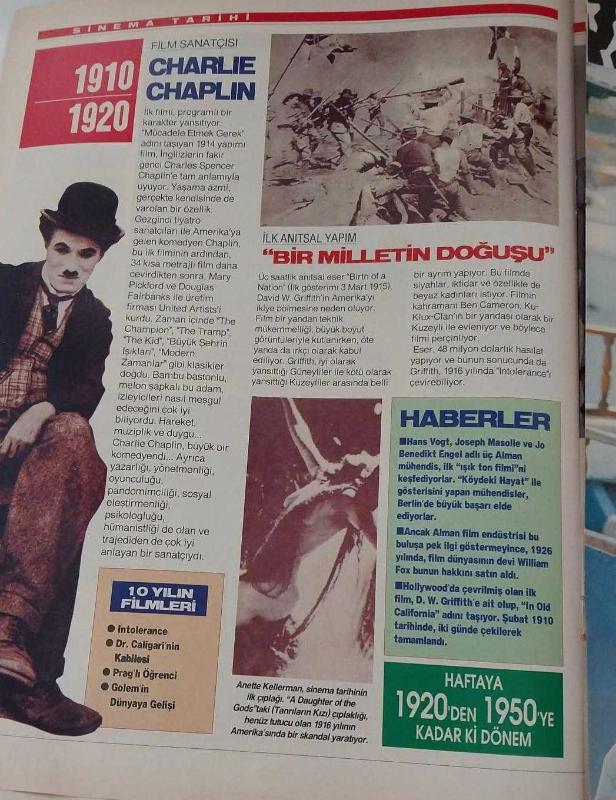 SİNEMA TARİHİ
1910
1920
FİLM SANATÇISI
CHARLIE
CHAPLIN
İlk filmi, programlı bir
karakter yansıtıyor.
"Mücadele Etmek Gerek"
adını taşıyan 1914 yapımı
film, İngilizlerin fakir
genci Charles Spencer
Chaplin'e tam anlamıyla
uyuyor. Yaşama azmi,
gerçekte kendisinde de
varolan bir özellik.
Gezginci tiyatro
sanatçıları ile Amerika'ya
gelen komedyen Chaplin,
bu ilk filminin ardından,
34 kısa metrajlı film daha
çevirdikten sonra, Mary
Pickford ve Douglas
Fairbanks ile üretim
firması United Artists'i
kurdu. Zaman içinde "The
Champion", "The Tramp",
"The Kid", "Büyük Şehrin
Işıkları", "Modern
Zamanlar" gibi klasikler
doğdu. Bambu bastonlu,
melon şapkalı bu adam,
izleyicileri nasıl meşgul
edeceğini çok iyi
biliyordu. Hareket,
muziplik ve duygu...
Charlie Chaplin, büyük bir
komedyendi... Ayrıca
yazarlığı, yönetmenliği,
oyunculuğu,
pandomimciliği, sosyal
eleştirmenliği,
psikologluğu,
hümanistliği de olan ve
trajediden de çok iyi
anlayan bir sanatçıydı.
10 YILIN
FİLMLERİ
● Intolerance
● Dr. Caligari'nin
Kabilesi
● Prag'lı Öğrenci
● Golem'in
Dünyaya Gelişi
İLK ANITSAL YAPIM
"BİR MİLLETİN DOĞUŞU"
Üç saatlik anıtsal eser "Birth of a
Nation" (ilk gösterimi 3 Mart 1915),
David W. Griffith'in Amerika'yı
ikiye bölmesine neden oluyor.
Film bir yandan teknik
mükemmelliği, büyük boyut
görüntüleriyle kutlanırken, öte
yanda da ırkçı olarak kabul
ediliyor. Griffith, iyi olarak
yansıttığı Güneyliler ile kötü olarak
yansıttığı Kuzeyliler arasında belli
bir ayrım yapıyor. Bu filmde
siyahlar, iktidar ve özellikle de
beyaz kadınları istiyor. Filmin
kahramanı Ben Cameron, Ku-
Klux-Clan'ın bir yandaşı olarak bir
Kuzeyli ile evleniyor ve böylece
filmi perçinliyor.
Eser, 48 milyon dolarlık hasılat
yapıyor ve bunun sonucunda da
Griffith, 1916 yılında "Intolerance"ı
çevirebiliyor.
Anette Kellerman, sinema tarihinin
ilk çıplağı. "A Daughter of the
Gods"taki (Tanrıların Kızı) çıplaklığı,
henüz tutucu olan 1916 yılının
Amerika'sında bir skandal yaratıyor.
HABERLER
■Hans Vogt, Joseph Masolle ve Jo
Benedikt Engel adlı üç Alman
mühendis, ilk "ışık ton filmi"ni
keşfediyorlar. "Köydeki Hayat" ile
gösterisini yapan mühendisler,
Berlin'de büyük başarı elde
ediyorlar.
■Ancak Alman film endüstrisi bu
buluşa pek ilgi göstermeyince, 1926
yılında, film dünyasının devi William
Fox bunun hakkını satın aldı.
■Hollywood'da çevrilmiş olan ilk
film, D. W. Griffith'e ait olup, "in Old
California" adını taşıyor. Şubat 1910
tarihinde, iki günde çekilerek
tamamlandı.
HAFTAYA
1920'DEN 1950'YE
KADAR Kİ DÖNEM